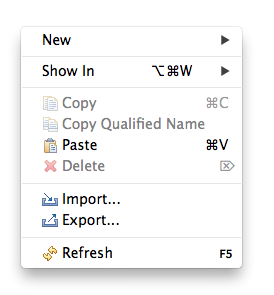 New ▶
Show In ⌥⌘W ▶
Copy ⌘C
Copy Qualified Name
Paste ⌘V
Delete ⌦
Import...
Export...
Refresh F5